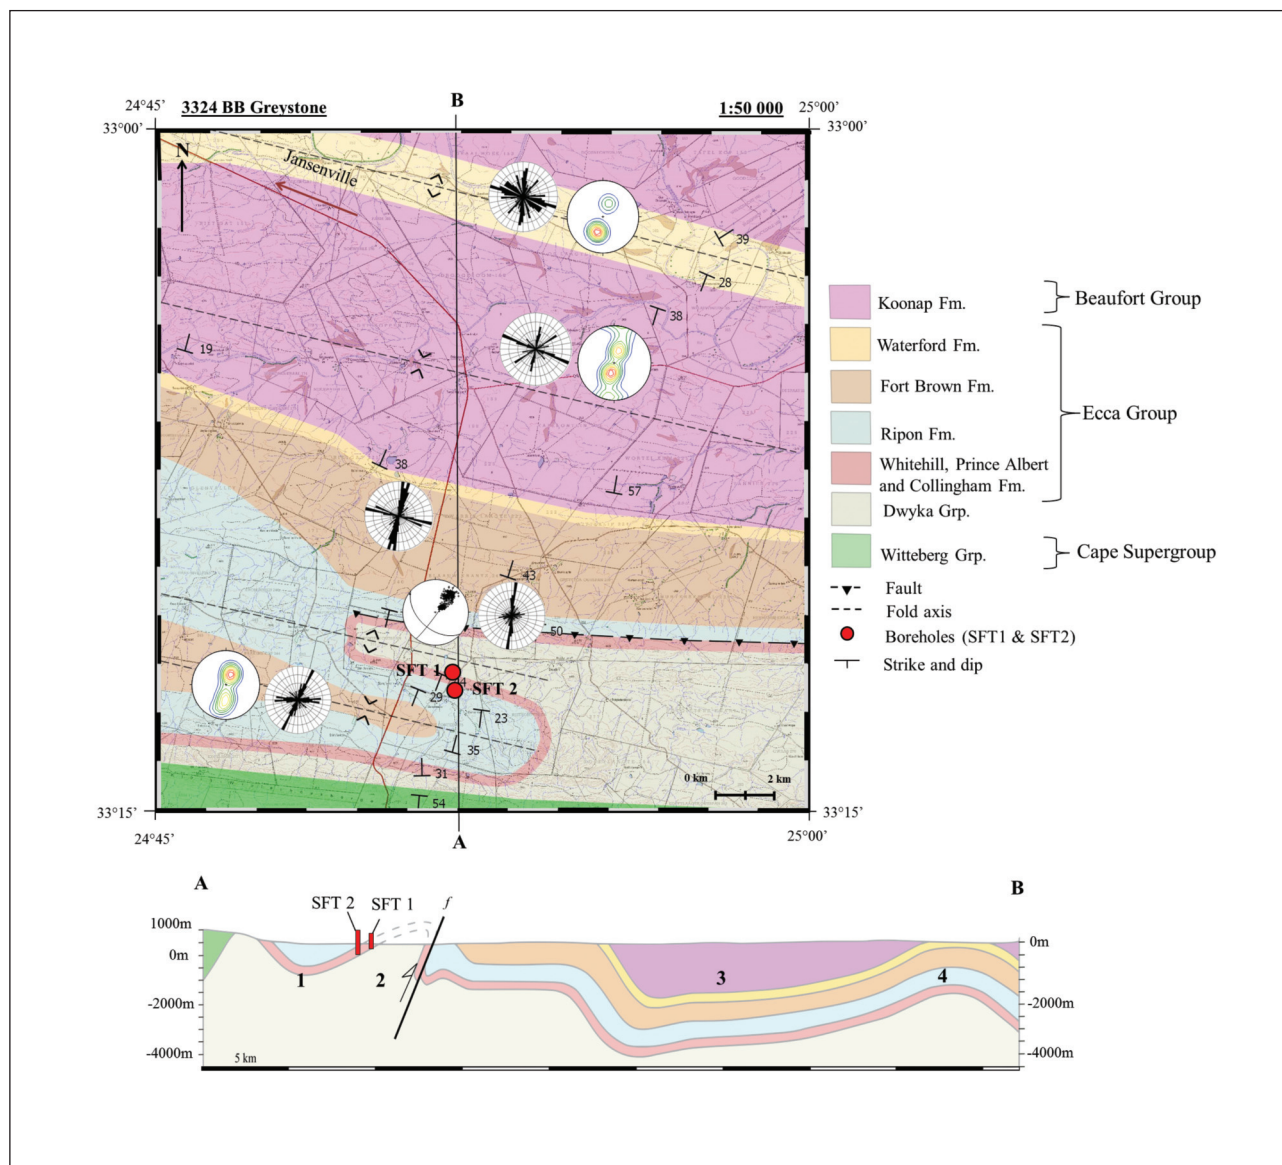 24°45’
3324 BB Greystone
B
1:50 000
25°00’
33°00’
33°00’
N
Jansenville
39
28
38
19
38
57
43
50
SFT 1
29
SFT 2
23
35
31
54
0 km
2 km
33°15’
33°15’
24°45’
A
25°00’
Koonap Fm.
Beaufort Group
Waterford Fm.
Fort Brown Fm.
Ecca Group
Ripon Fm.
Whitehill, Prince Albert
and Collingham Fm.
Dwyka Grp.
Witteberg Grp.
Cape Supergroup
Fault
Fold axis
Boreholes (SFT1 & SFT2)
Strike and dip
A
B
SFT 2
SFT 1
f
1000m
0m
-2000m
-4000m
0m
-2000m
-4000m
1
2
3
4
5 km